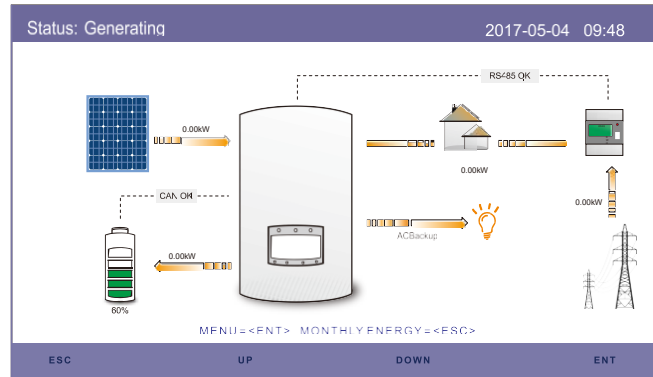 Status: Generating
2017-05-04 09:48
RS485 OK
0.00kW
0.00kW
CAN OK
0.00kW
ACBackup
0.00kW
60%
MENU=<ENT> MONTHLY ENERGY=<ESC>
ESC UP DOWN ENT